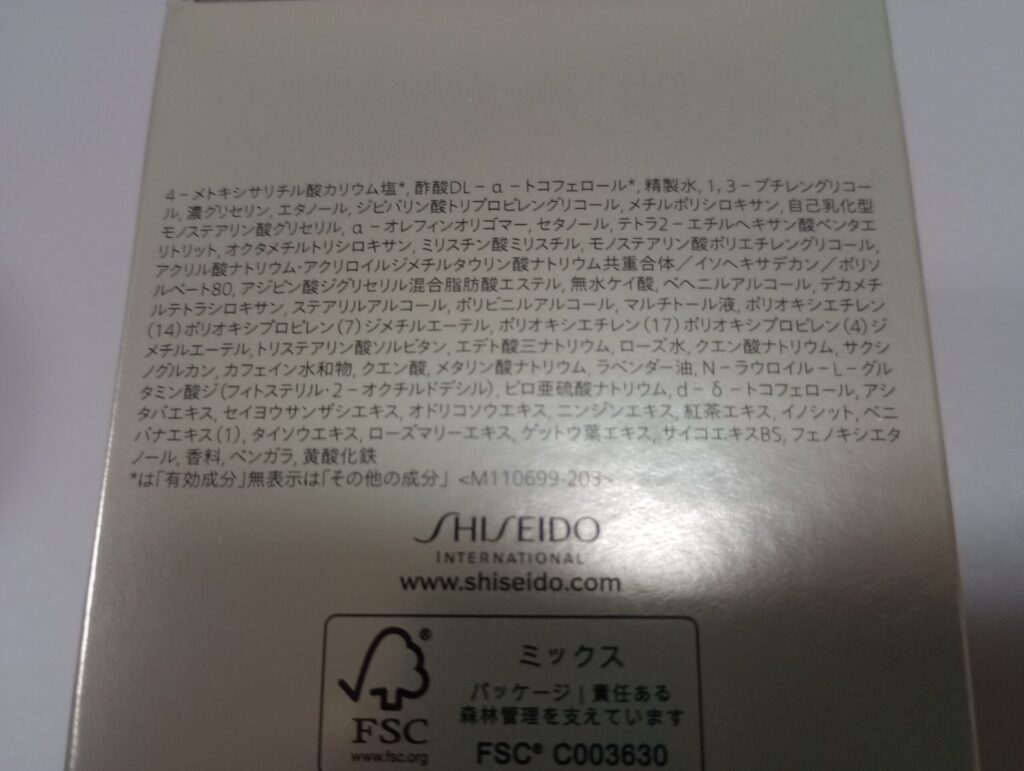 4-メトキシサリチル酸カリウム塩*, 酢酸DL-α-トコフェロール*, 精製水, 1,3-ブチレングリコー
ル, 濃グリセリン, エタノール, ジピバリン酸トリプロピレングリコール, メチルポリシロキサン, 自己乳化型
モノステアリン酸グリセリル, α-オレフィンオリゴマー, セタノール, テトラ2-エチルヘキサン酸ペンタエ
リトリット, オクタメチルトリシロキサン, ミリスチン酸ミリスチル, モノステアリン酸ポリエチレングリコール,
アクリル酸ナトリウム・アクリロイルジメチルタウリン酸ナトリウム共重合体/イソヘキサデカン/ポリソ
ルベート80, アジピン酸ジグリセリル混合脂肪酸エステル, 無水ケイ酸, ベヘニルアルコール, デカメチ
ルテトラシロキサン, ステアリルアルコール, ポリビニルアルコール, マルチトール液, ポリオキシエチレン
(14)ポリオキシプロピレン(7)ジメチルエーテル, ポリオキシエチレン(17)ポリオキシプロピレン(4)ジ
メチルエーテル, トリステアリン酸ソルビタン, エデト酸三ナトリウム, ローズ水, クエン酸ナトリウム, サクシ
ノグルカン, カフェイン水和物, クエン酸, メタリン酸ナトリウム, ラベンダー油, N-ラウロイル-L-グル
タミン酸ジ(フィトステリル・2-オクチルドデシル), ピロ亜硫酸ナトリウム, d-δ-トコフェロール, アシ
タバエキス, セイヨウサンザシエキス, オドリコソウエキス, ニンジンエキス, 紅茶エキス, イノシット, ベニ
バナエキス(1), タイソウエキス, ローズマリーエキス, ゲットウ葉エキス, サイコエキスBS, フェノキシエタ
ノール, 香料, ベンガラ, 黄酸化鉄
*は「有効成分」無表示は「その他の成分」 <M110699-203>
SHISEIDO
INTERNATIONAL
www.shiseido.com
®
FSC
www.fsc.org
ミックス
パッケージ|責任ある
森林管理を支えています
FSC® C003630